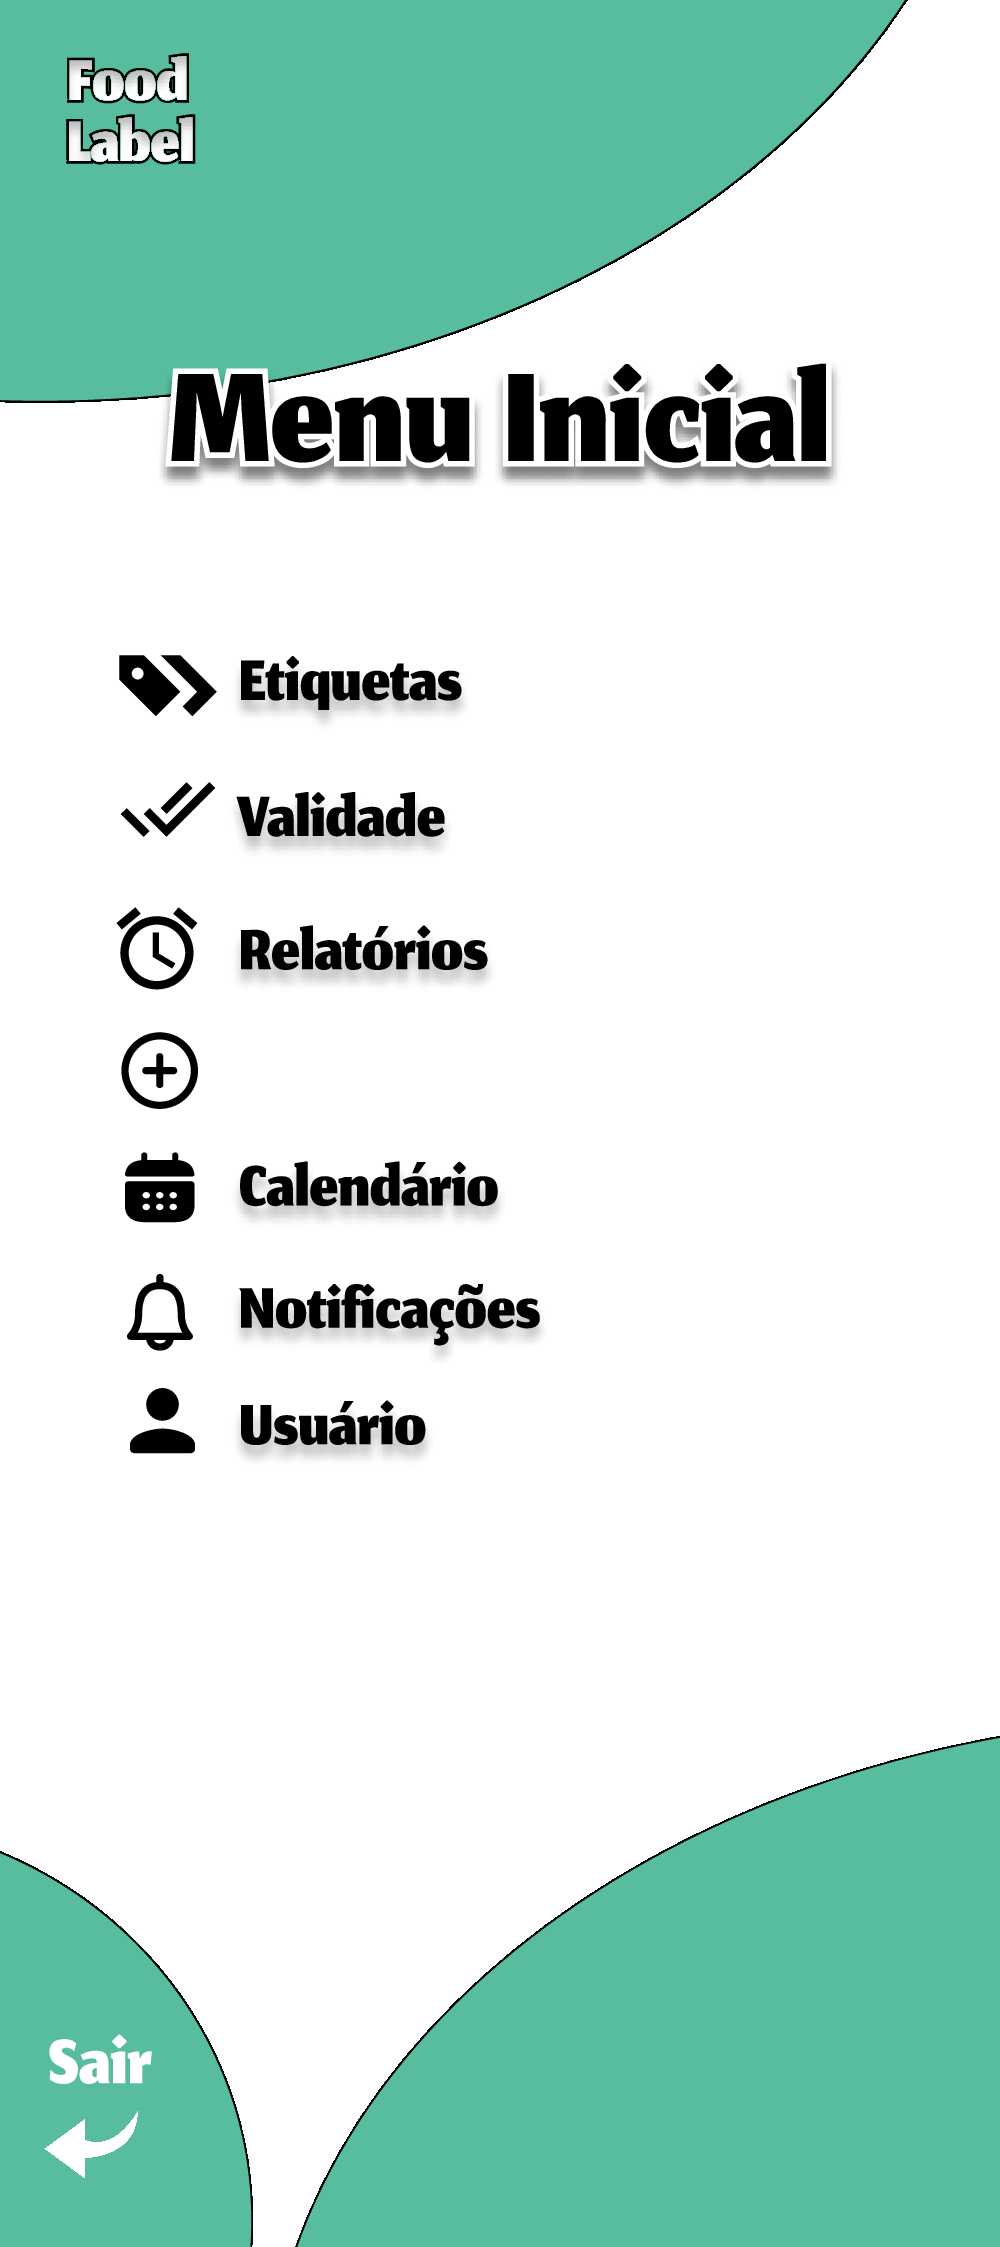 Food
Label
Menu Inicial
Etiquetas
Validade
Relatórios
Calendário
Notificações
Usuário
Sair